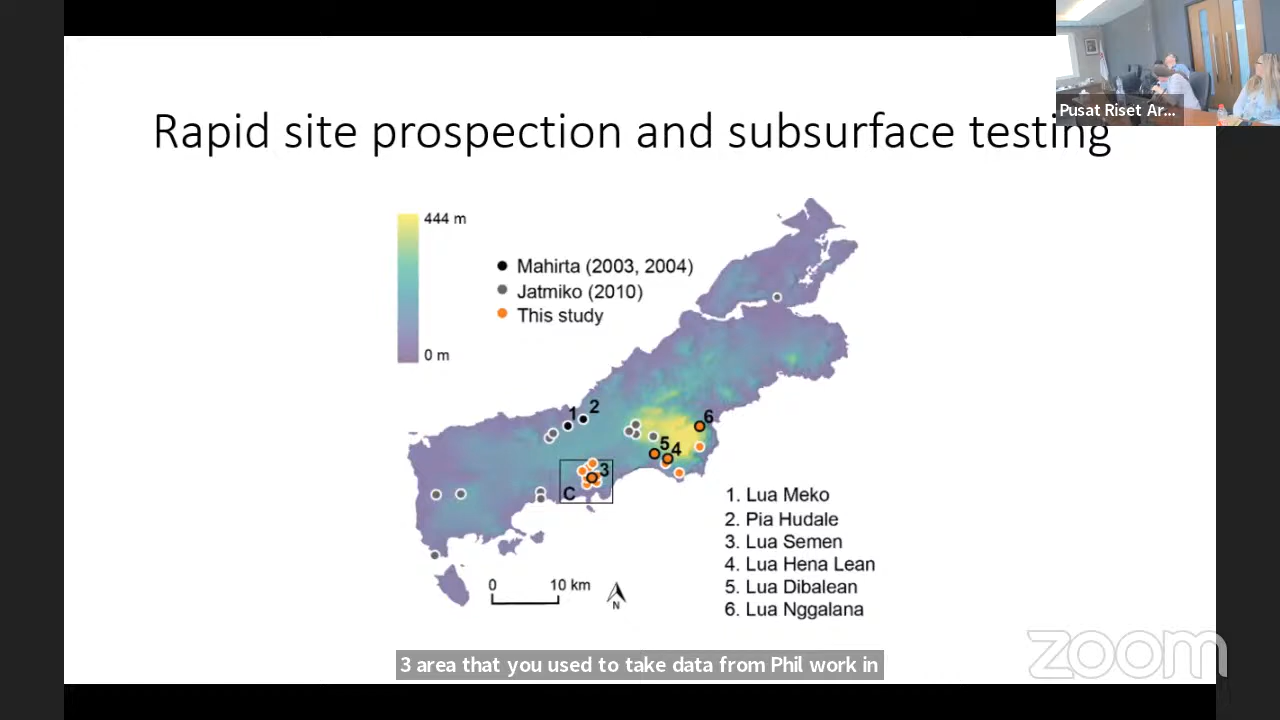 Pusat Riset Ar...
Rapid site prospection and subsurface testing
444 m
0 m
Mahirta (2003, 2004)
Jatmiko (2010)
This study
1
2
6
5
4
3
C
1. Lua Meko
2. Pia Hudale
3. Lua Semen
4. Lua Hena Lean
5. Lua Dibalean
6. Lua Nggalana
0 10 km
N
3 area that you used to take data from Phil work in
zoom